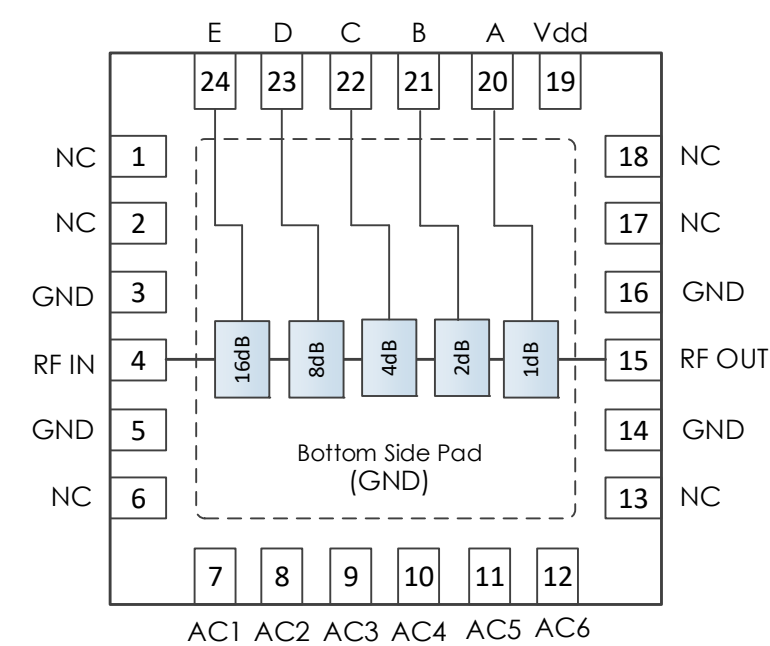 E D C B A Vdd
24 23 22 21 20 19
NC 1 18 NC
NC 2 17 NC
GND 3 16 GND
RF IN 4 16dB 8dB 4dB 2dB 1dB 15 RF OUT
GND 5 14 GND
Bottom Side Pad
(GND)
NC 6 13 NC
7 8 9 10 11 12
AC1 AC2 AC3 AC4 AC5 AC6